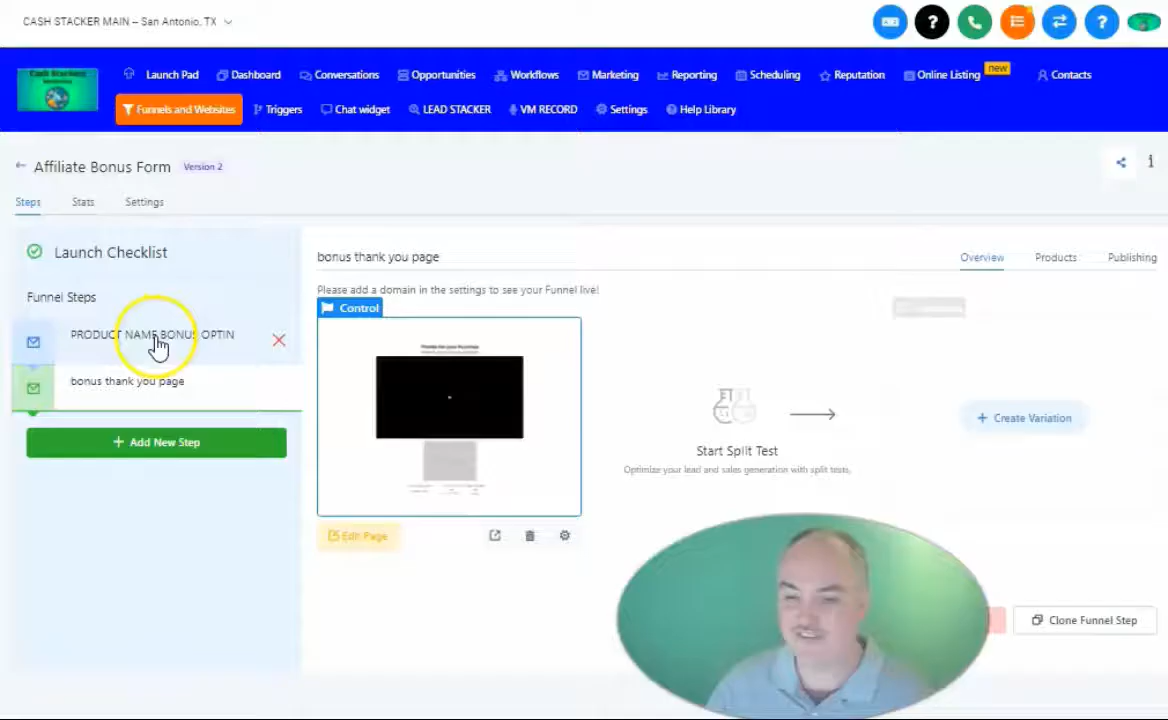 CASH STACKER MAIN – San Antonio, TX
Launch Pad
Dashboard
Conversations
Opportunities
Workflows
Marketing
Reporting
Scheduling
Reputation
Online Listing
new
Contacts
Funnels and Websites
Triggers
Chat widget
LEAD STACKER
VM RECORD
Settings
Help Library
Affiliate Bonus Form
Version 2
Steps
Stats
Settings
Launch Checklist
Funnel Steps
PRODUCT NAME BONUS OPTIN
bonus thank you page
+ Add New Step
bonus thank you page
Overview
Products
Publishing
Please add a domain in the settings to see your Funnel live!
Control
Edit Page
Start Split Test
Optimize your lead and sales generation with split tests.
+ Create Variation
Clone Funnel Step